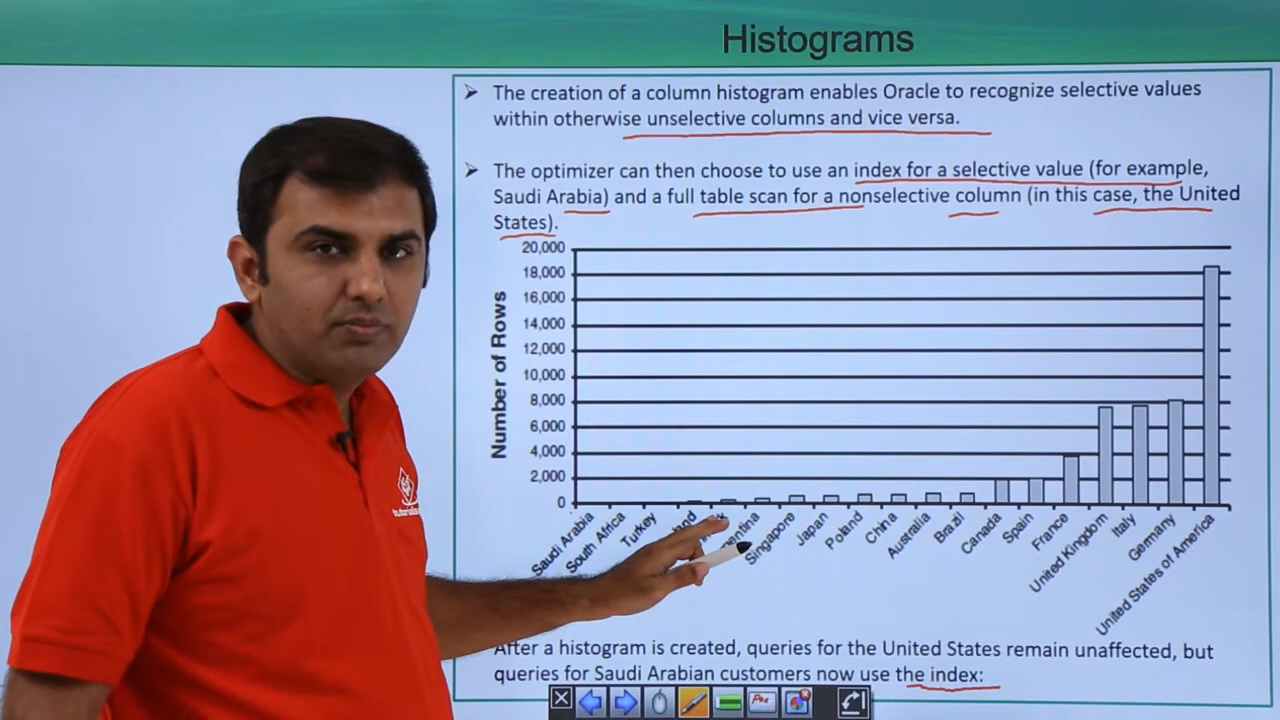 Histograms
➢ The creation of a column histogram enables Oracle to recognize selective values
within otherwise unselective columns and vice versa.
➢ The optimizer can then choose to use an index for a selective value (for example,
Saudi Arabia) and a full table scan for a nonselective column (in this case, the United
States).
Number of Rows
20,000
18,000
16,000
14,000
12,000
10,000
8,000
6,000
4,000
2,000
0
Saudi Arabia
South Africa
Turkey
Singapore
Japan
Poland
China
Australia
Brazil
Canada
Spain
France
United Kingdom
Italy
Germany
United States of America
After a histogram is created, queries for the United States remain unaffected, but
queries for Saudi Arabian customers now use the index: